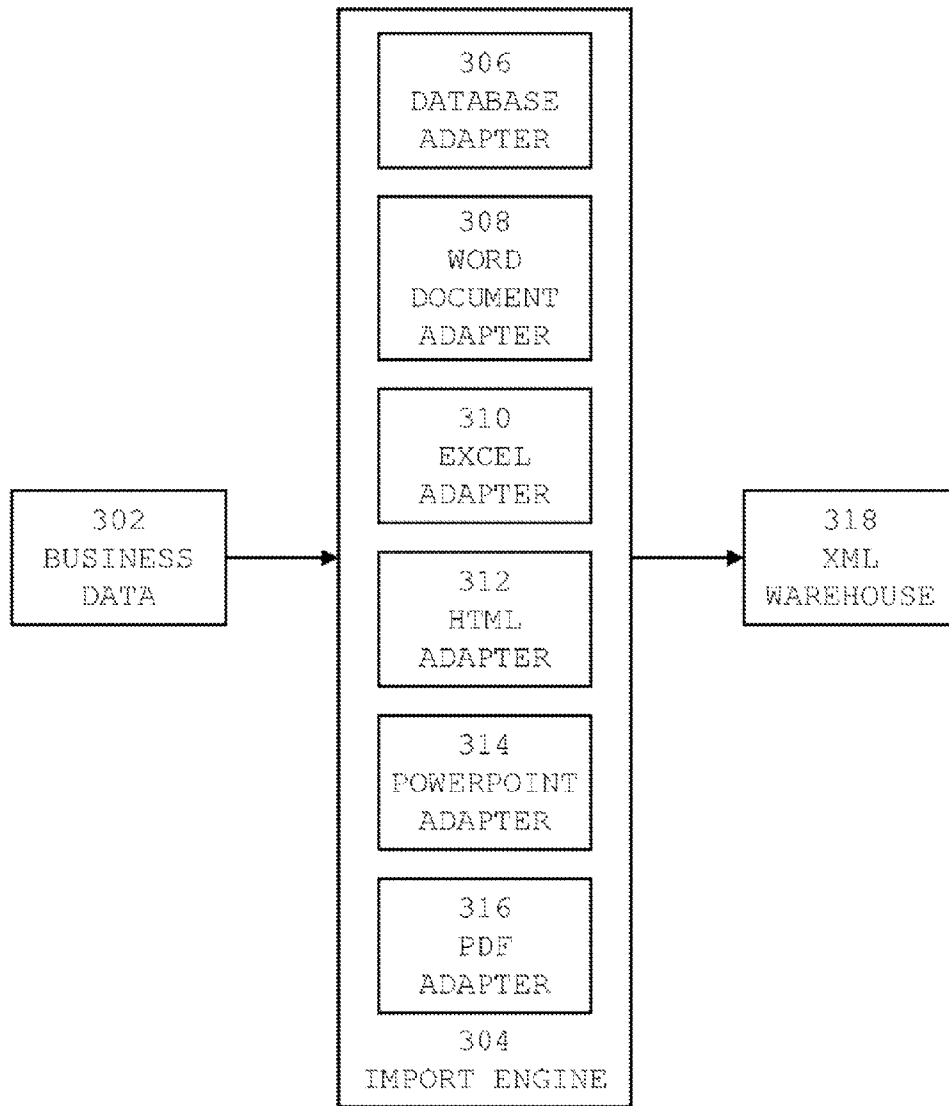 306
DATABASE
ADAPTER
308
WORD
DOCUMENT
ADAPTER
310
EXCEL
ADAPTER
302
BUSINESS
DATA
312
HTML
ADAPTER
318
XML
WAREHOUSE
314
POWERPOINT
ADAPTER
316
PDF
ADAPTER
304
IMPORT ENGINE